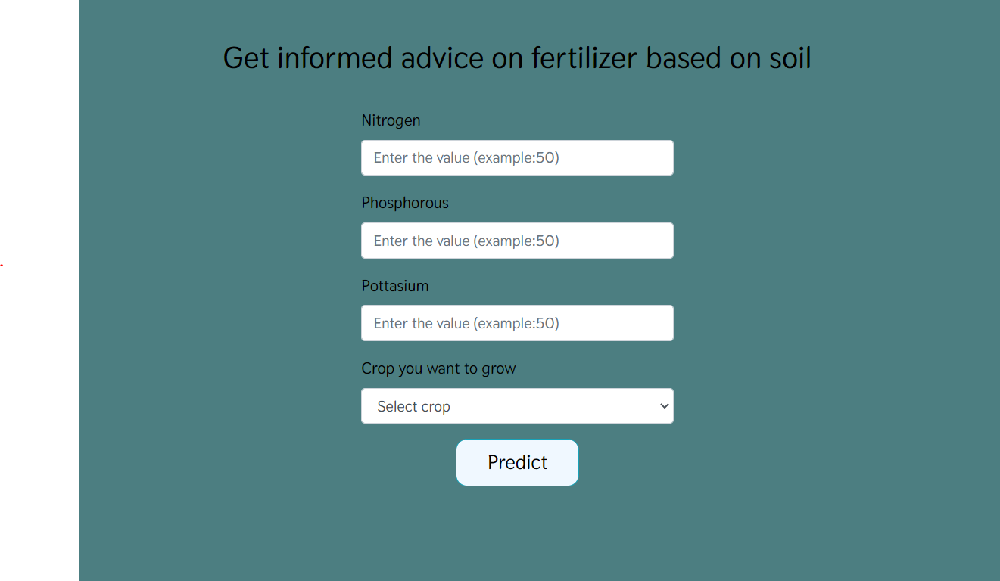 Get informed advice on fertilizer based on soil
Nitrogen
Enter the value (example:50)
Phosphorous
Enter the value (example:50)
Pottasium
Enter the value (example:50)
Crop you want to grow
Select crop
Predict